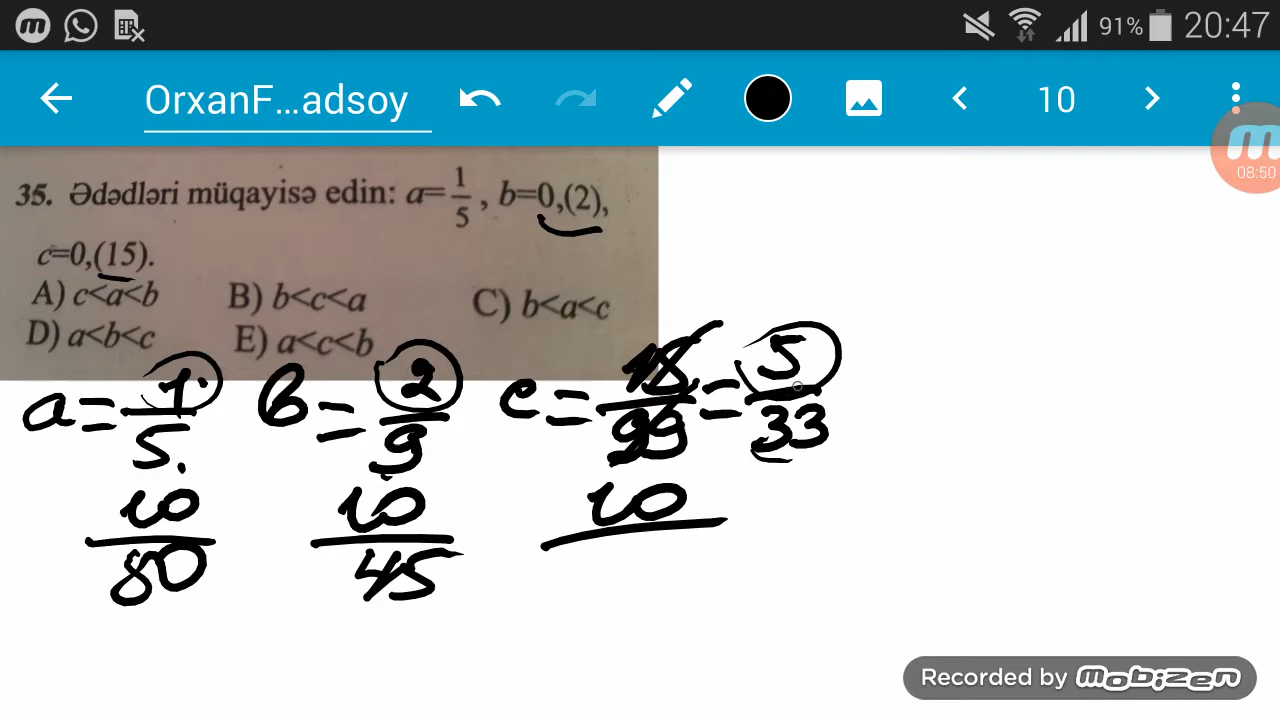 91% 20:47
OrxanF...adsoy 10
08:50
35. Ədədləri müqayisə edin: a=1/5, b=0,(2),
c=0,(15).
A) c<a<b B) b<c<a C) b<a<c
D) a<b<c E) a<c<b
a=1/5 b=2/9 c=15/99=5/33
10/80 10/45 10
Recorded by mobizen